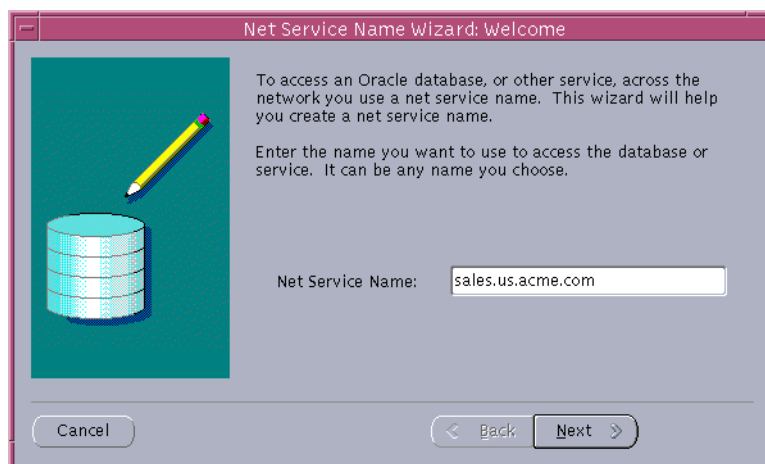 Net Service Name Wizard: Welcome
To access an Oracle database, or other service, across the
network you use a net service name. This wizard will help
you create a net service name.
Enter the name you want to use to access the database or
service. It can be any name you choose.
Net Service Name: sales.us.acme.com
Cancel Back Next